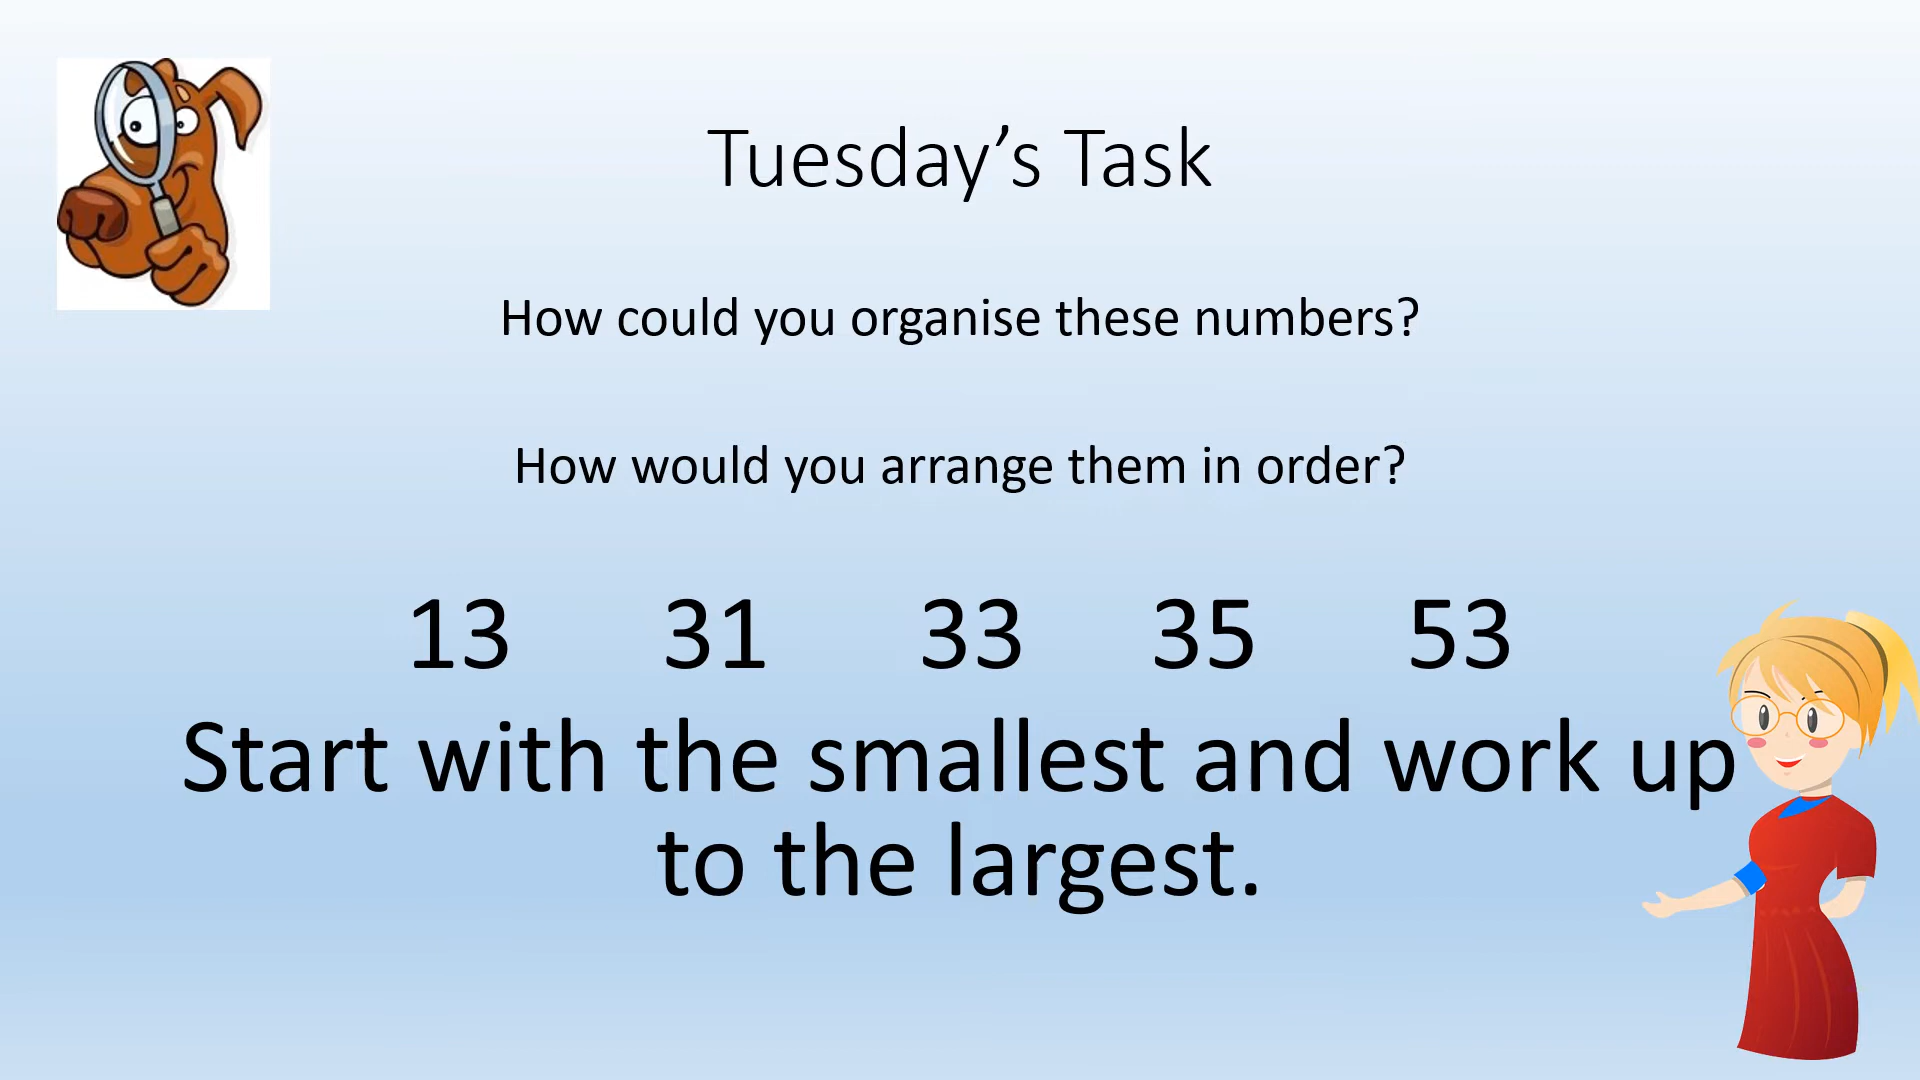 Tuesday’s Task
How could you organise these numbers?
How would you arrange them in order?
13 31 33 35 53
Start with the smallest and work up
to the largest.